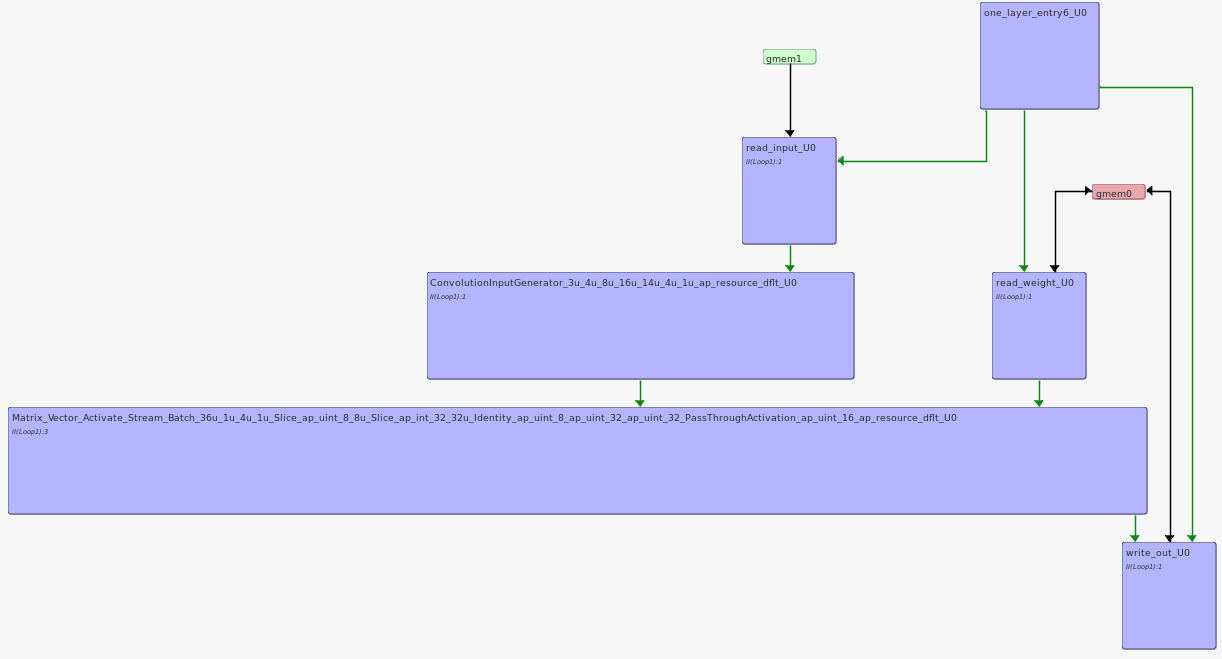 one_layer_entry6_U0
gmem1
read_input_U0
II(Loop1):1
gmem0
ConvolutionInputGenerator_3u_4u_8u_16u_14u_4u_1u_ap_resource_dflt_U0
II(Loop1):1
read_weight_U0
II(Loop1):1
Matrix_Vector_Activate_Stream_Batch_36u_1u_4u_1u_Slice_ap_uint_8_8u_Slice_ap_int_32_32u_Identity_ap_uint_8_ap_uint_32_ap_uint_32_PassThroughActivation_ap_uint_16_ap_resource_dflt_U0
II(Loop1):3
write_out_U0
II(Loop1):1